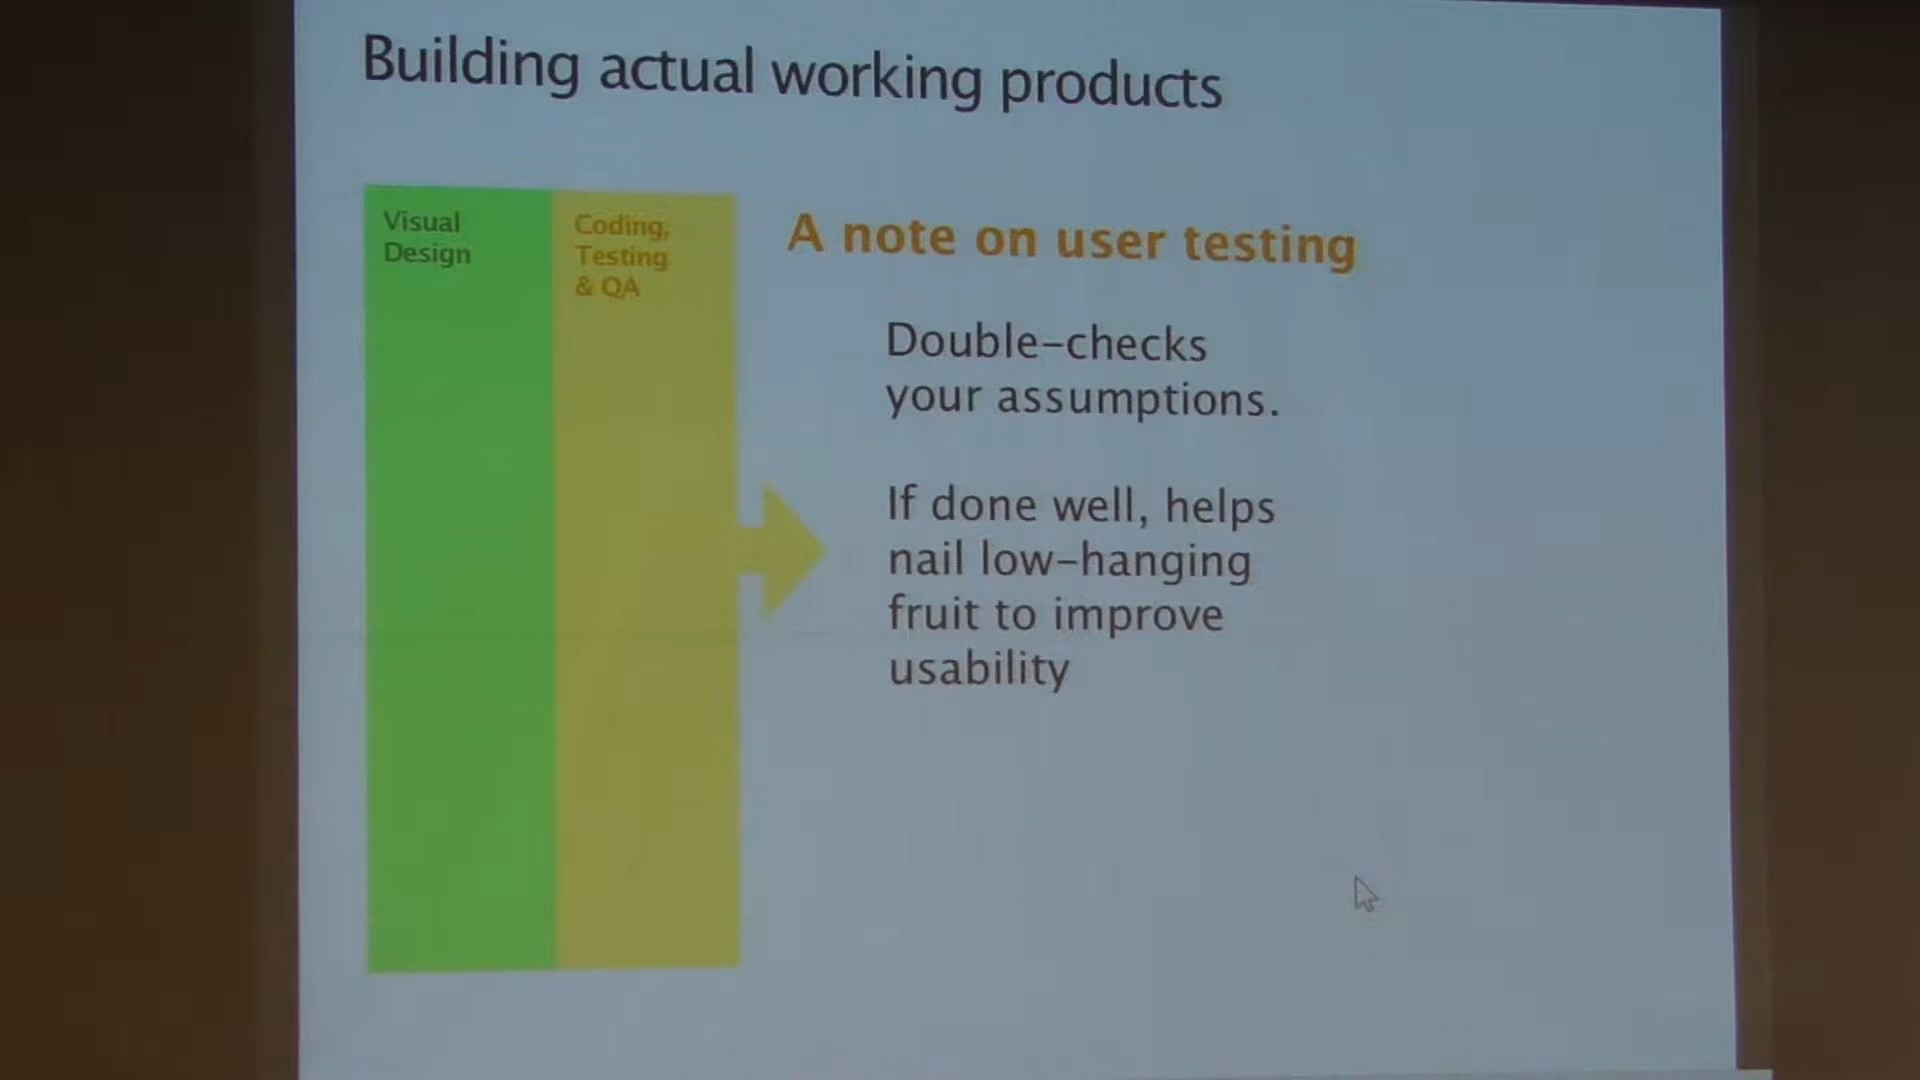 Building actual working products
Visual
Design
Coding,
Testing
& QA
A note on user testing
Double-checks
your assumptions.
If done well, helps
nail low-hanging
fruit to improve
usability